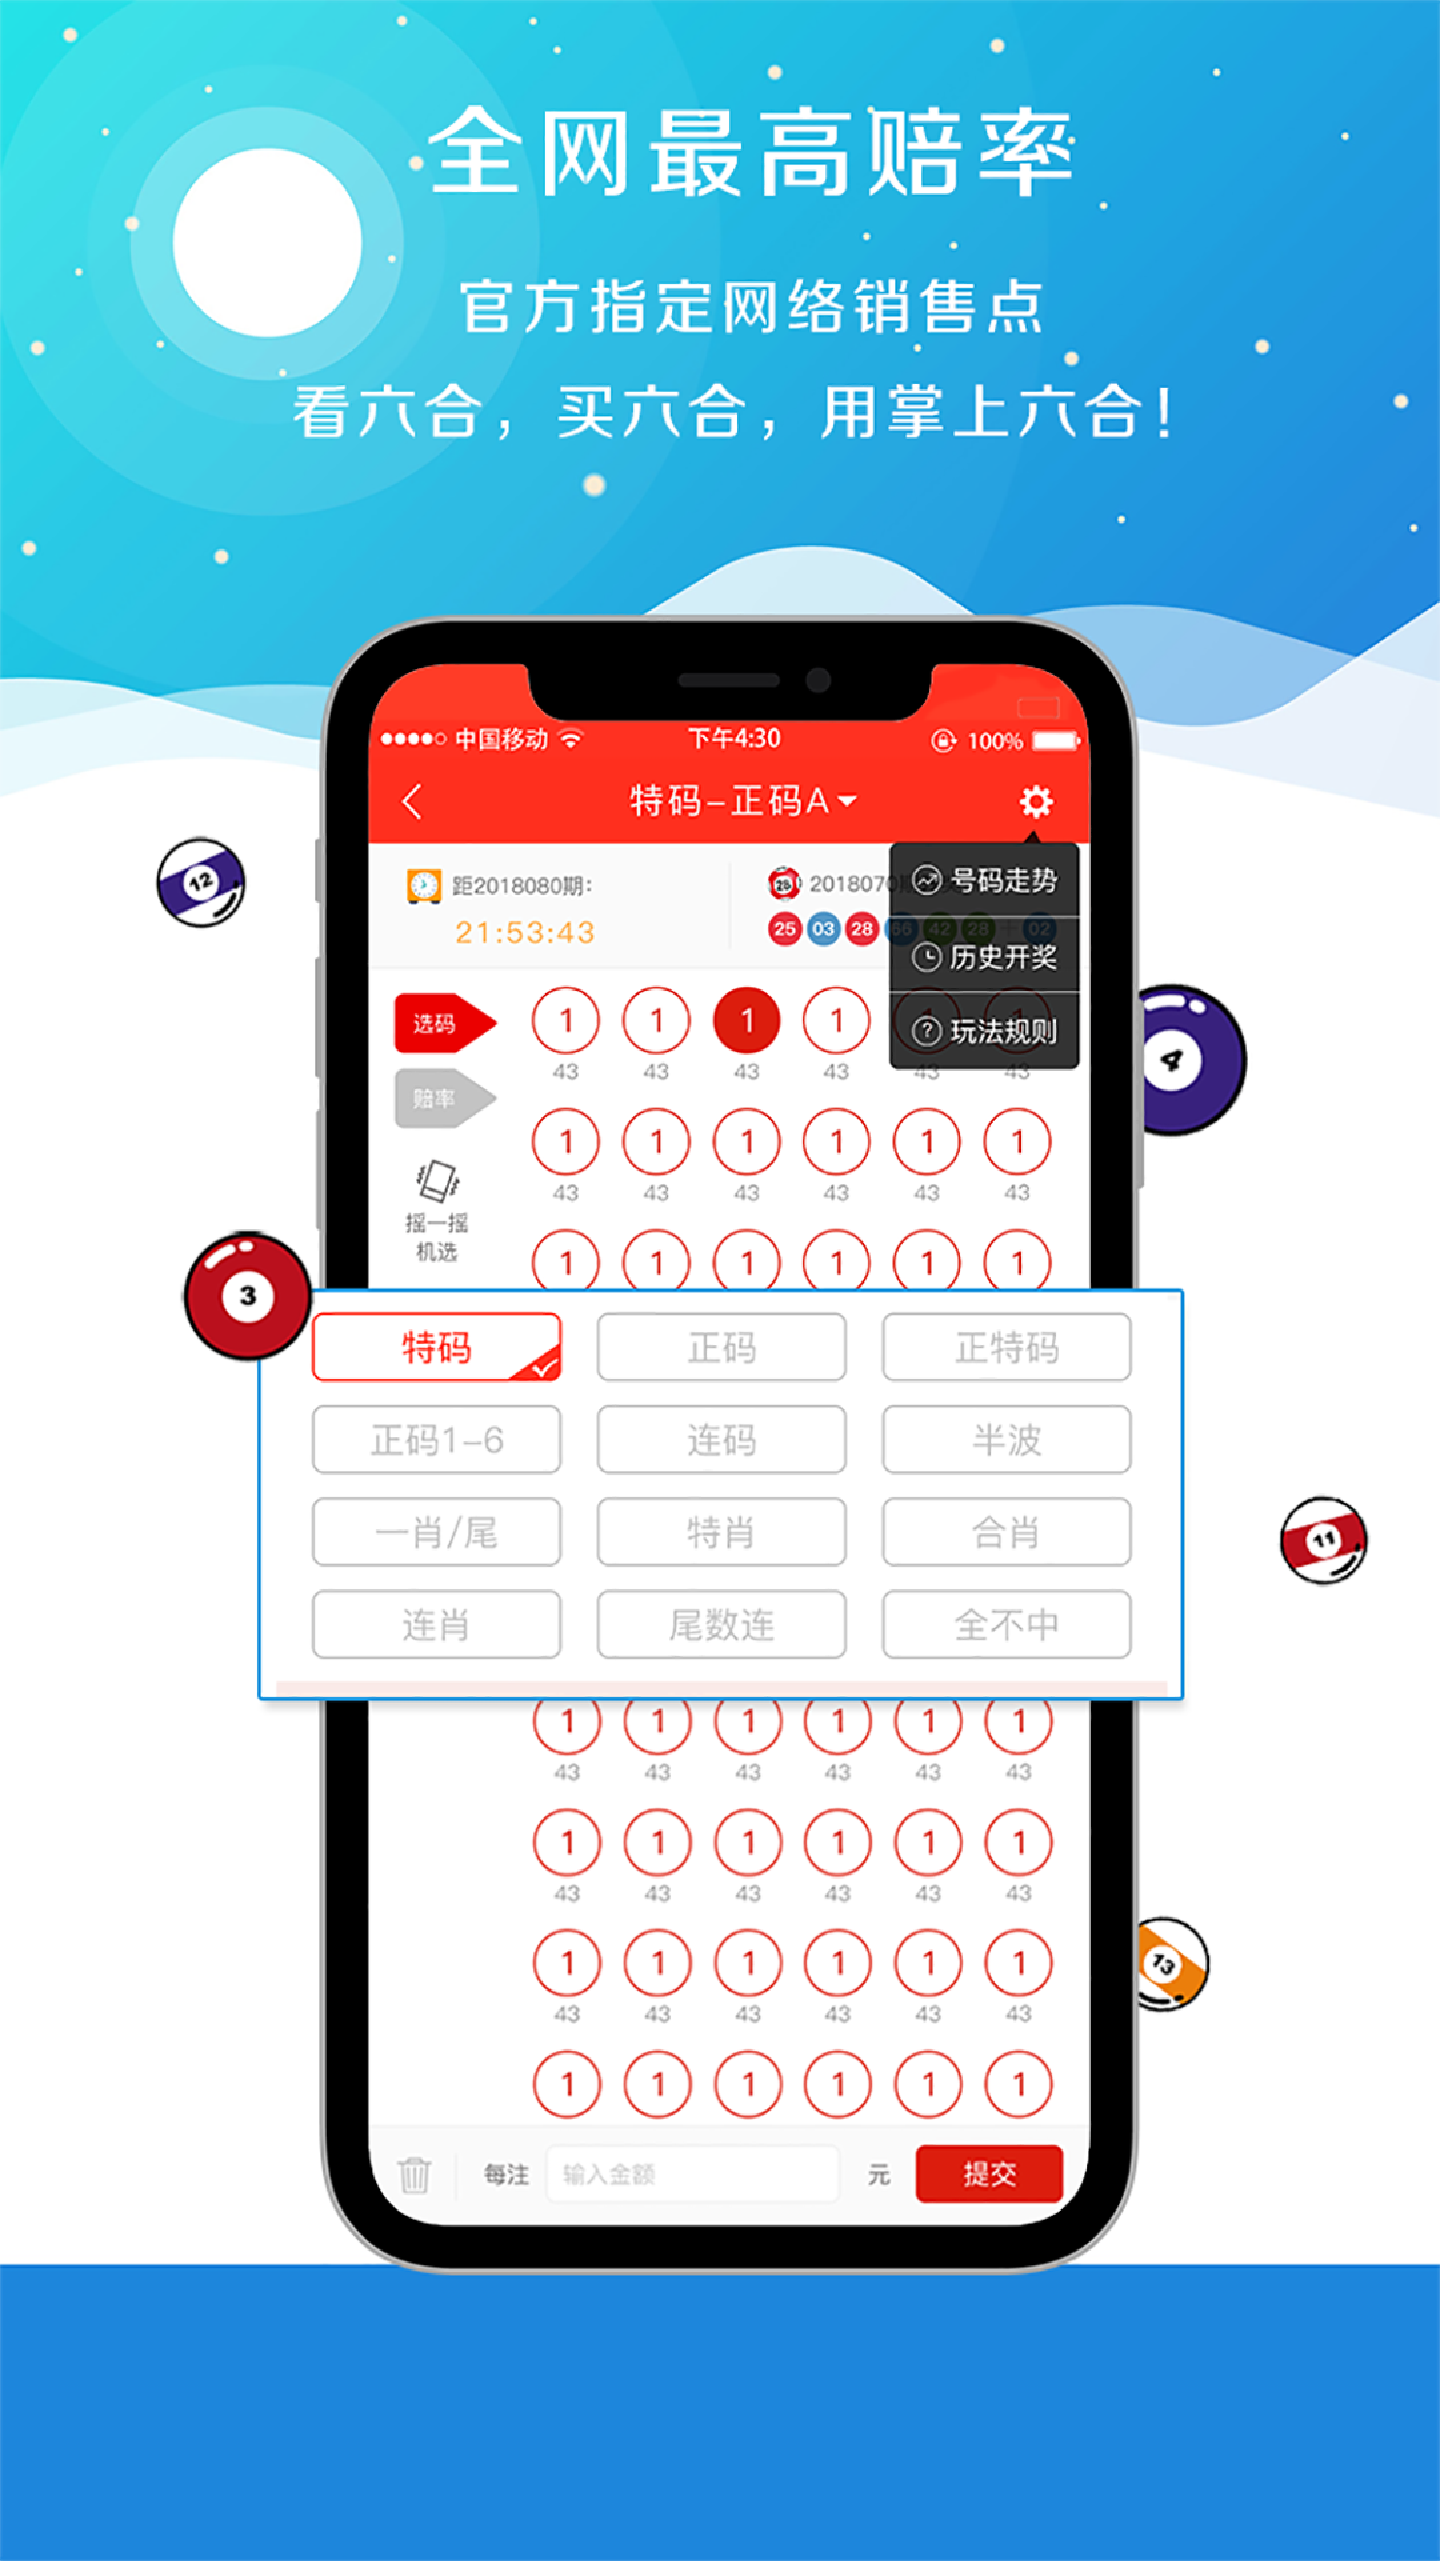 全网最高赔率
官方指定网络销售点
看六合，买六合，用掌上六合！
中国移动 下午4:30 100%
特码-正码A
距2018080期： 2018070 号码走势
21:53:43 25 03 28 66 42 28 + 02
历史开奖
玩法规则
选码 1 1 1 1
43 43 43 43 43 43
赔率
1 1 1 1 1 1
43 43 43 43 43 43
摇一摇
机选
1 1 1 1 1 1
12
4
3
特码 正码 正特码
正码1-6 连码 半波
一肖/尾 特肖 合肖
连肖 尾数连 全不中
11
1 1 1 1 1 1
43 43 43 43 43 43
1 1 1 1 1 1
43 43 43 43 43 43
1 1 1 1 1 1
43 43 43 43 43 43
13
1 1 1 1 1 1
每注 输入金额 元 提交